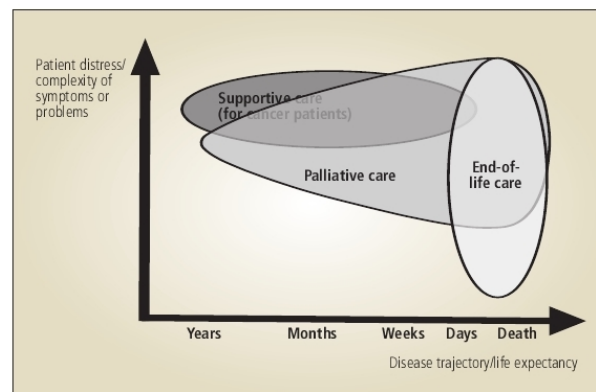 Patient distress/
complexity of
symptoms or
problems
Supportive care
(for cancer patients)
Palliative care
End-of-
life care
Years Months Weeks Days Death
Disease trajectory/life expectancy